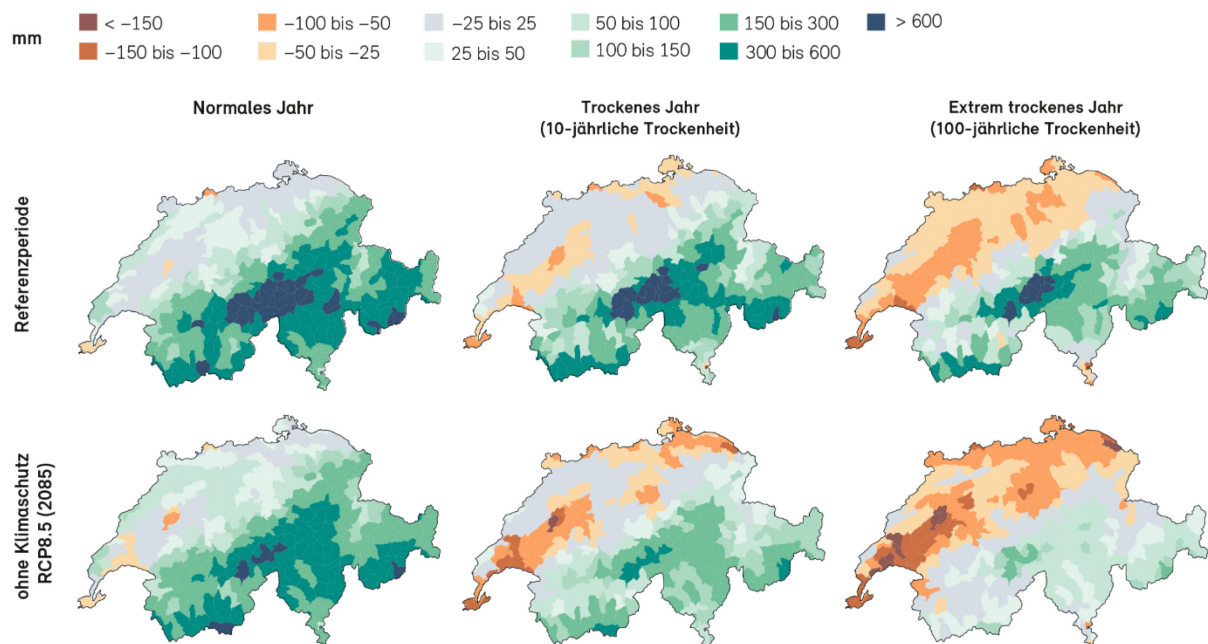 mm
< –150
–100 bis –50
–25 bis 25
50 bis 100
150 bis 300
> 600
–150 bis –100
–50 bis –25
25 bis 50
100 bis 150
300 bis 600
Normales Jahr
Trockenes Jahr
(10-jährliche Trockenheit)
Extrem trockenes Jahr
(100-jährliche Trockenheit)
Referenzperiode
ohne Klimaschutz
RCP8.5 (2085)